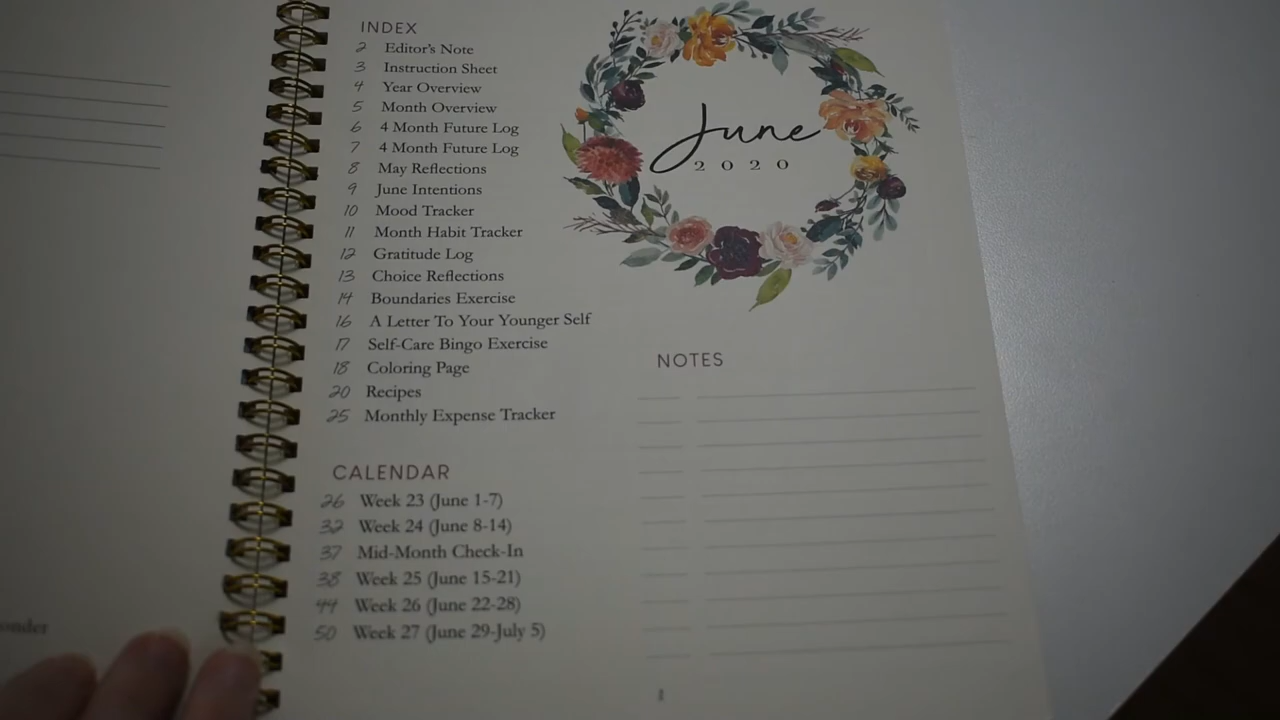 INDEX
2 Editor's Note
3 Instruction Sheet
4 Year Overview
5 Month Overview
6 4 Month Future Log
7 4 Month Future Log
8 May Reflections
9 June Intentions
10 Mood Tracker
11 Month Habit Tracker
12 Gratitude Log
13 Choice Reflections
14 Boundaries Exercise
16 A Letter To Your Younger Self
17 Self-Care Bingo Exercise
18 Coloring Page
20 Recipes
25 Monthly Expense Tracker
CALENDAR
26 Week 23 (June 1-7)
32 Week 24 (June 8-14)
37 Mid-Month Check-In
38 Week 25 (June 15-21)
44 Week 26 (June 22-28)
50 Week 27 (June 29-July 5)
June
2020
NOTES
1